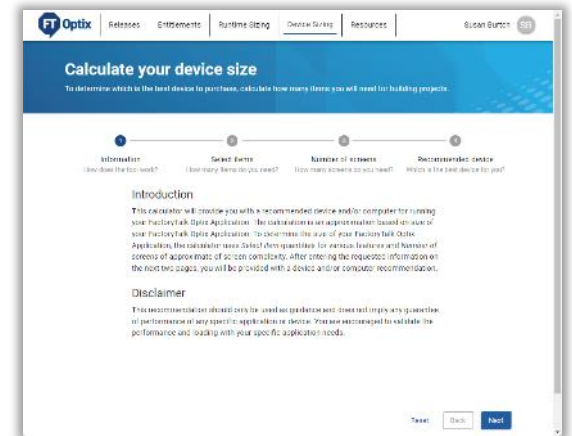 FT Optix Releases Entitlements Runtime Sizing Device Sizing Resources Susan Burtch SB
Calculate your device size
To determine which is the best device to purchase, calculate how many items you will need for building projects.
1 2 3 4
Information Select items Number of screens Recommended device
How does the tool work? How many items do you need? How many screens do you need? Which is the best device for you?
Introduction
This calculator will provide you with a recommended device and/or computer for running
your FactoryTalk Optix Application. The calculation is an approximation based on size of
your FactoryTalk Optix Application. To determine the size of your FactoryTalk Optix
Application, the calculator uses Select item quantities for various features and Number of
screens of approximate of screen complexity. After entering the requested information on
the next two pages, you will be provided with a device and/or computer recommendation.
Disclaimer
This recommendation should only be used as guidance and does not imply any guarantee
of performance of any specific application or device. You are encouraged to validate the
performance and loading with your specific application needs.
Reset Back Next